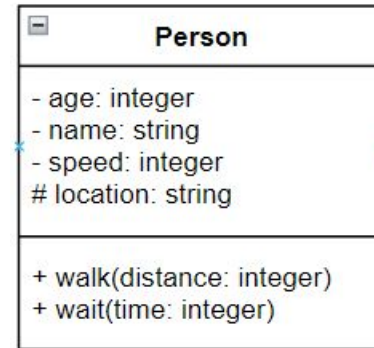 Person
- age: integer
- name: string
- speed: integer
# location: string
+ walk(distance: integer)
+ wait(time: integer)